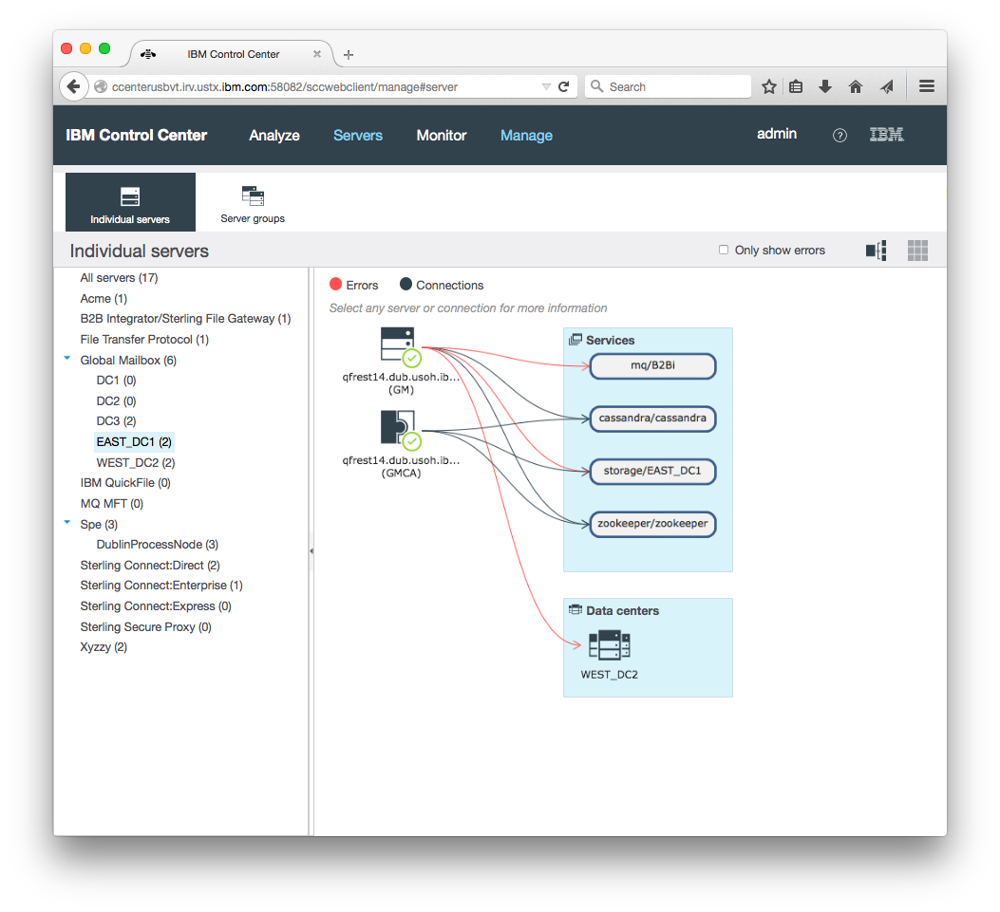 IBM Control Center
ccenterusbvt.irv.ustx.ibm.com:58082/sccwebclient/manage#server
Search
IBM Control Center
Analyze
Servers
Monitor
Manage
admin
?
IBM
Individual servers
Server groups
Individual servers
Only show errors
All servers (17)
Acme (1)
B2B Integrator/Sterling File Gateway (1)
File Transfer Protocol (1)
Global Mailbox (6)
DC1 (0)
DC2 (0)
DC3 (2)
EAST_DC1 (2)
WEST_DC2 (2)
IBM QuickFile (0)
MQ MFT (0)
Spe (3)
DublinProcessNode (3)
Sterling Connect:Direct (2)
Sterling Connect:Enterprise (1)
Sterling Connect:Express (0)
Sterling Secure Proxy (0)
Xyzzy (2)
Errors
Connections
Select any server or connection for more information
qfrest14.dub.usoh.ib...
(GM)
qfrest14.dub.usoh.ib...
(GMCA)
Services
mq/B2Bi
cassandra/cassandra
storage/EAST_DC1
zookeeper/zookeeper
Data centers
WEST_DC2